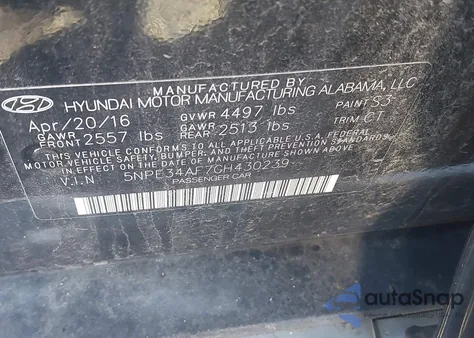 MANUFACTURED BY
HYUNDAI MOTOR MANUFACTURING ALABAMA, LLC
Apr/20/16 GVWR 4497 lbs PAINT S3
GAWR FRONT 2557 lbs GAWR REAR 2513 lbs TRIM CT
THIS VEHICLE CONFORMS TO ALL APPLICABLE U.S. FEDERAL
MOTOR VEHICLE SAFETY, BUMPER, AND THEFT PREVENTION
STANDARDS IN EFFECT ON THE DATE OF MANUFACTURE SHOWN ABOVE.
V.I.N 5NPE34AF7GH430239
PASSENGER CAR
autaSnap